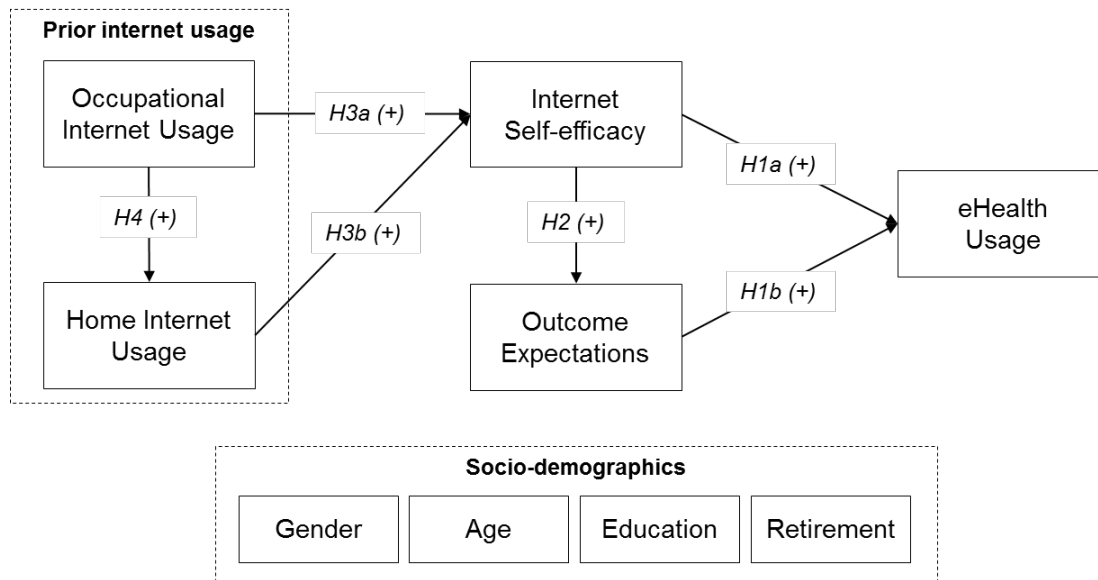 Prior internet usage
Occupational
Internet Usage
H3a (+)
Internet
Self-efficacy
H1a (+)
H4 (+)
H3b (+)
H2 (+)
eHealth
Usage
Home Internet
Usage
Outcome
Expectations
H1b (+)
Socio-demographics
Gender
Age
Education
Retirement